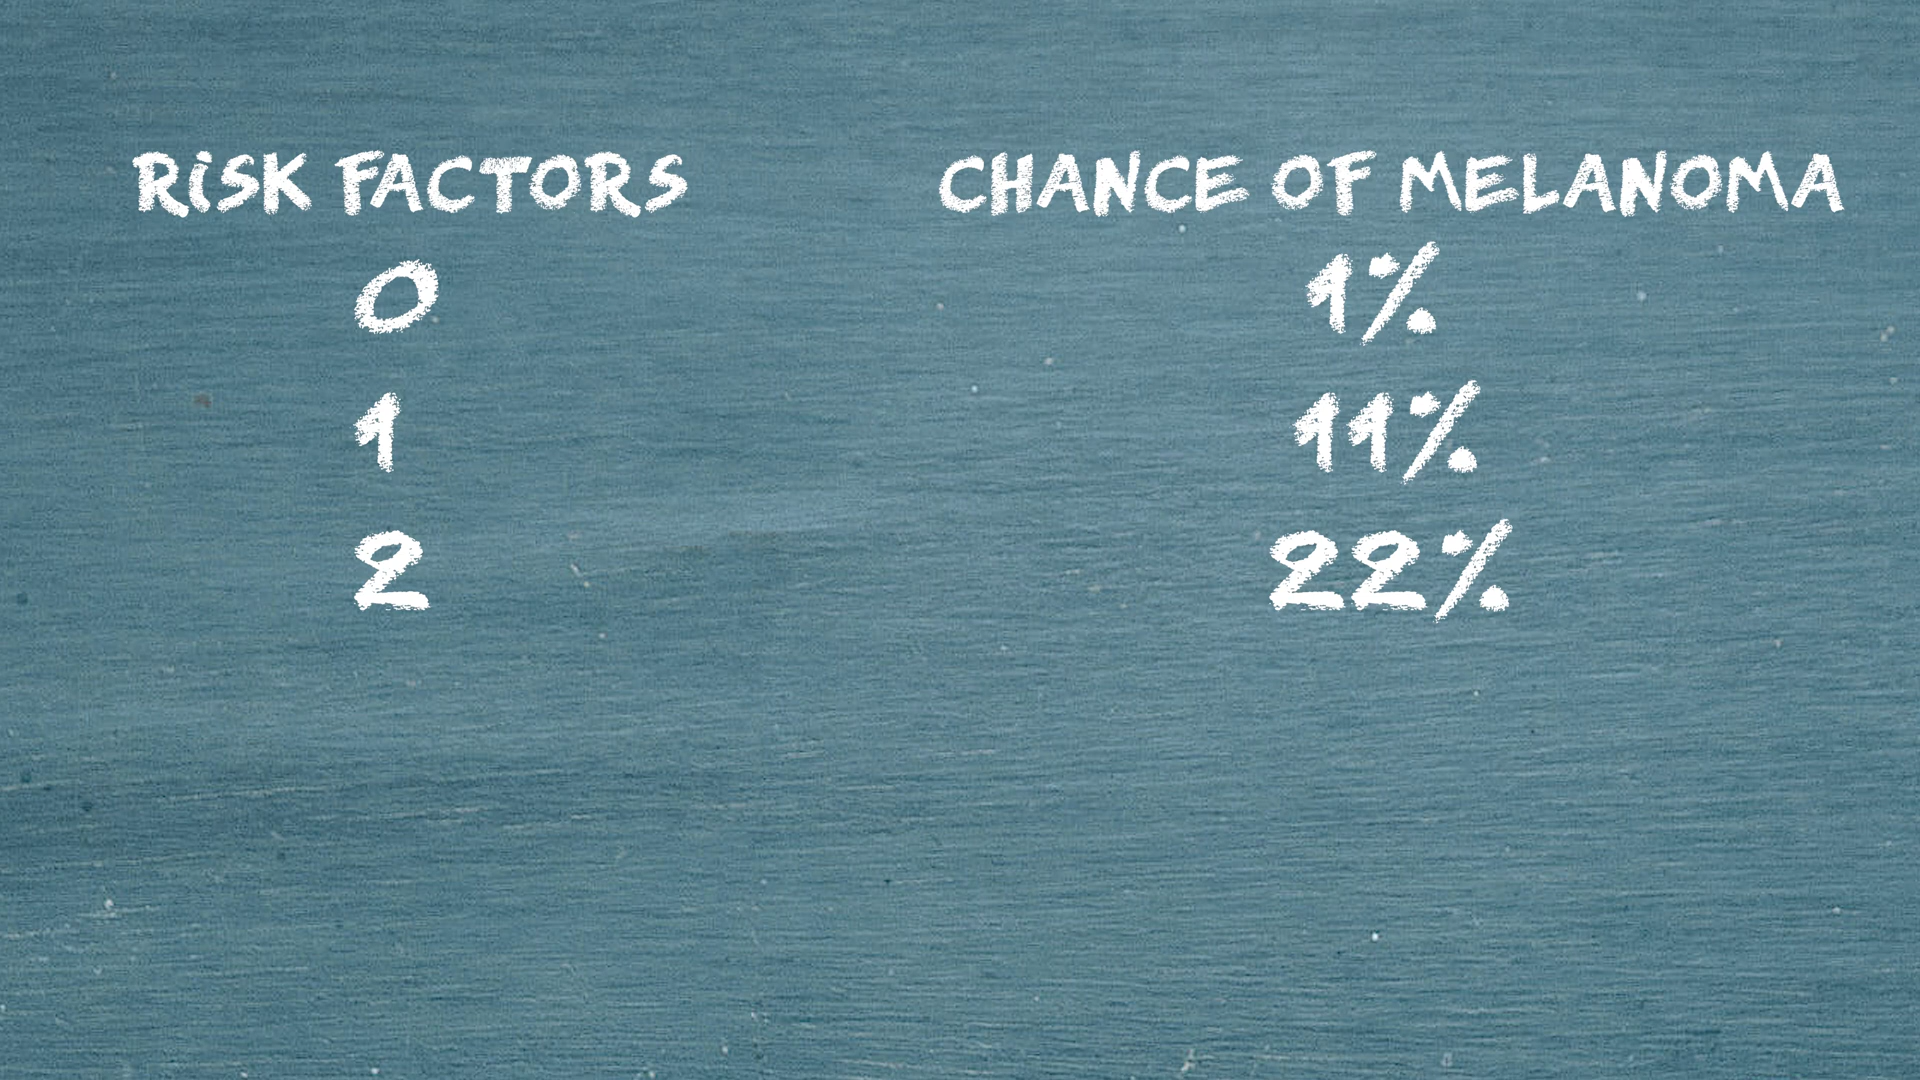 RISK FACTORS CHANCE OF MELANOMA
0 1%
1 11%
2 22%